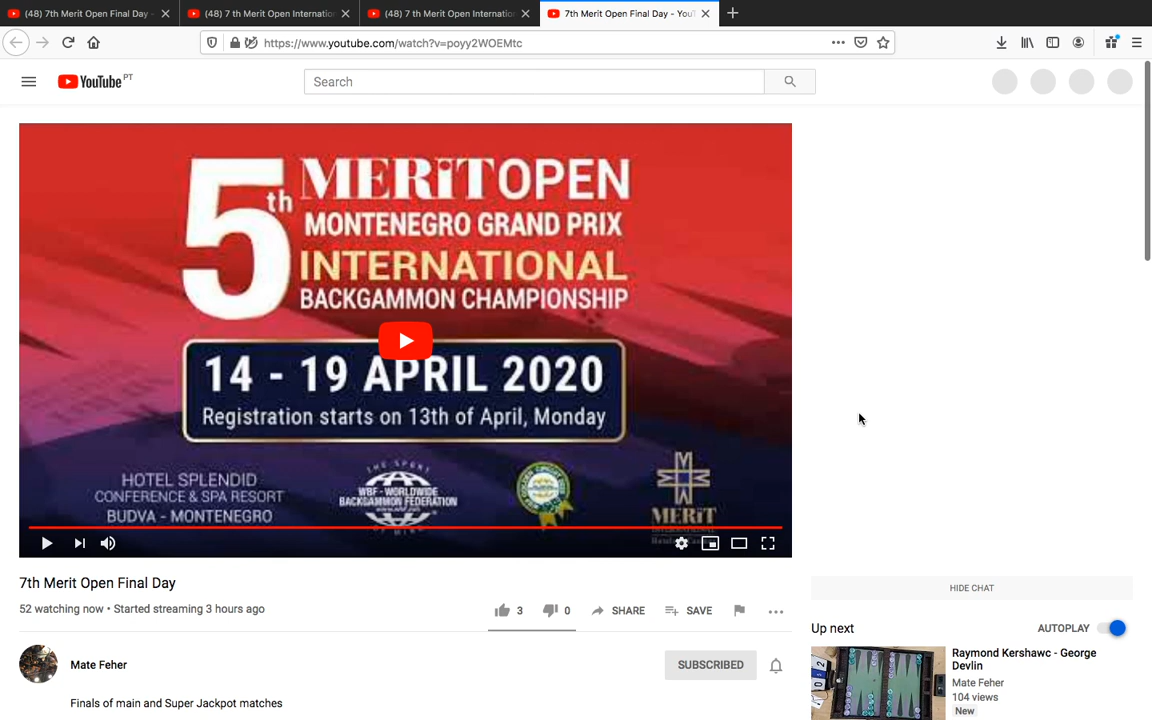 (48) 7th Merit Open Final Day -
(48) 7 th Merit Open Internation
(48) 7 th Merit Open Internatio
7th Merit Open Final Day - YouT
https://www.youtube.com/watch?v=poyy2WOEMtc
YouTube PT
Search
5th MERiT OPEN
MONTENEGRO GRAND PRIX
INTERNATIONAL
BACKGAMMON CHAMPIONSHIP
14 - 19 APRIL 2020
Registration starts on 13th of April, Monday
HOTEL SPLENDID
CONFERENCE & SPA RESORT
BUDVA - MONTENEGRO
WBF - WORLDWIDE
BACKGAMMON FEDERATION
MERiT
7th Merit Open Final Day
52 watching now • Started streaming 3 hours ago
3
0
SHARE
SAVE
Mate Feher
SUBSCRIBED
Finals of main and Super Jackpot matches
HIDE CHAT
Up next
AUTOPLAY
Raymond Kershawc - George
Devlin
Mate Feher
104 views
New